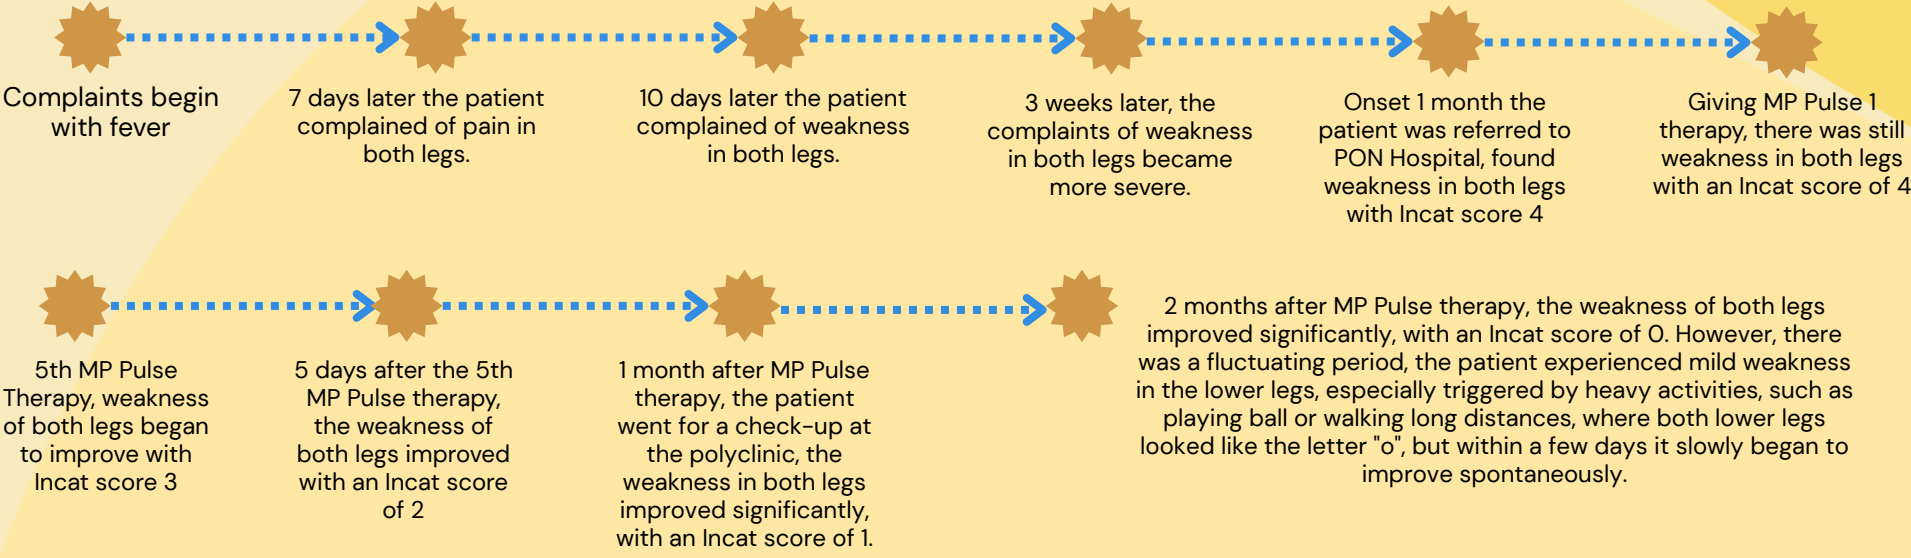 Complaints begin
with fever
7 days later the patient
complained of pain in
both legs.
10 days later the patient
complained of weakness
in both legs.
3 weeks later, the
complaints of weakness
in both legs became
more severe.
Onset 1 month the
patient was referred to
PON Hospital, found
weakness in both legs
with Incat score 4
Giving MP Pulse 1
therapy, there was still
weakness in both legs
with an Incat score of 4
5th MP Pulse
Therapy, weakness
of both legs began
to improve with
Incat score 3
5 days after the 5th
MP Pulse therapy,
the weakness of
both legs improved
with an Incat score
of 2
1 month after MP Pulse
therapy, the patient
went for a check-up at
the polyclinic, the
weakness in both legs
improved significantly,
with an Incat score of 1.
2 months after MP Pulse therapy, the weakness of both legs
improved significantly, with an Incat score of 0. However, there
was a fluctuating period, the patient experienced mild weakness
in the lower legs, especially triggered by heavy activities, such as
playing ball or walking long distances, where both lower legs
looked like the letter "o", but within a few days it slowly began to
improve spontaneously.